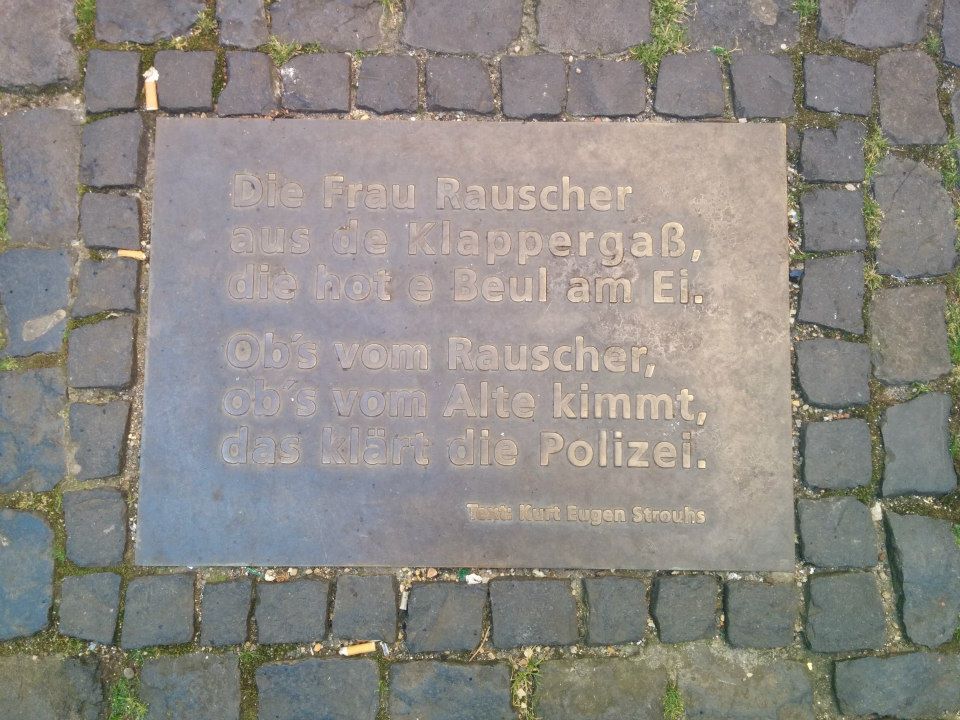 Die Frau Rauscher
aus de Klappergaß,
die hot e Beul am Ei.
Ob´s vom Rauscher,
ob´s vom Alte kimmt,
das klärt die Polizei.
Text: Kurt Eugen Strouhs